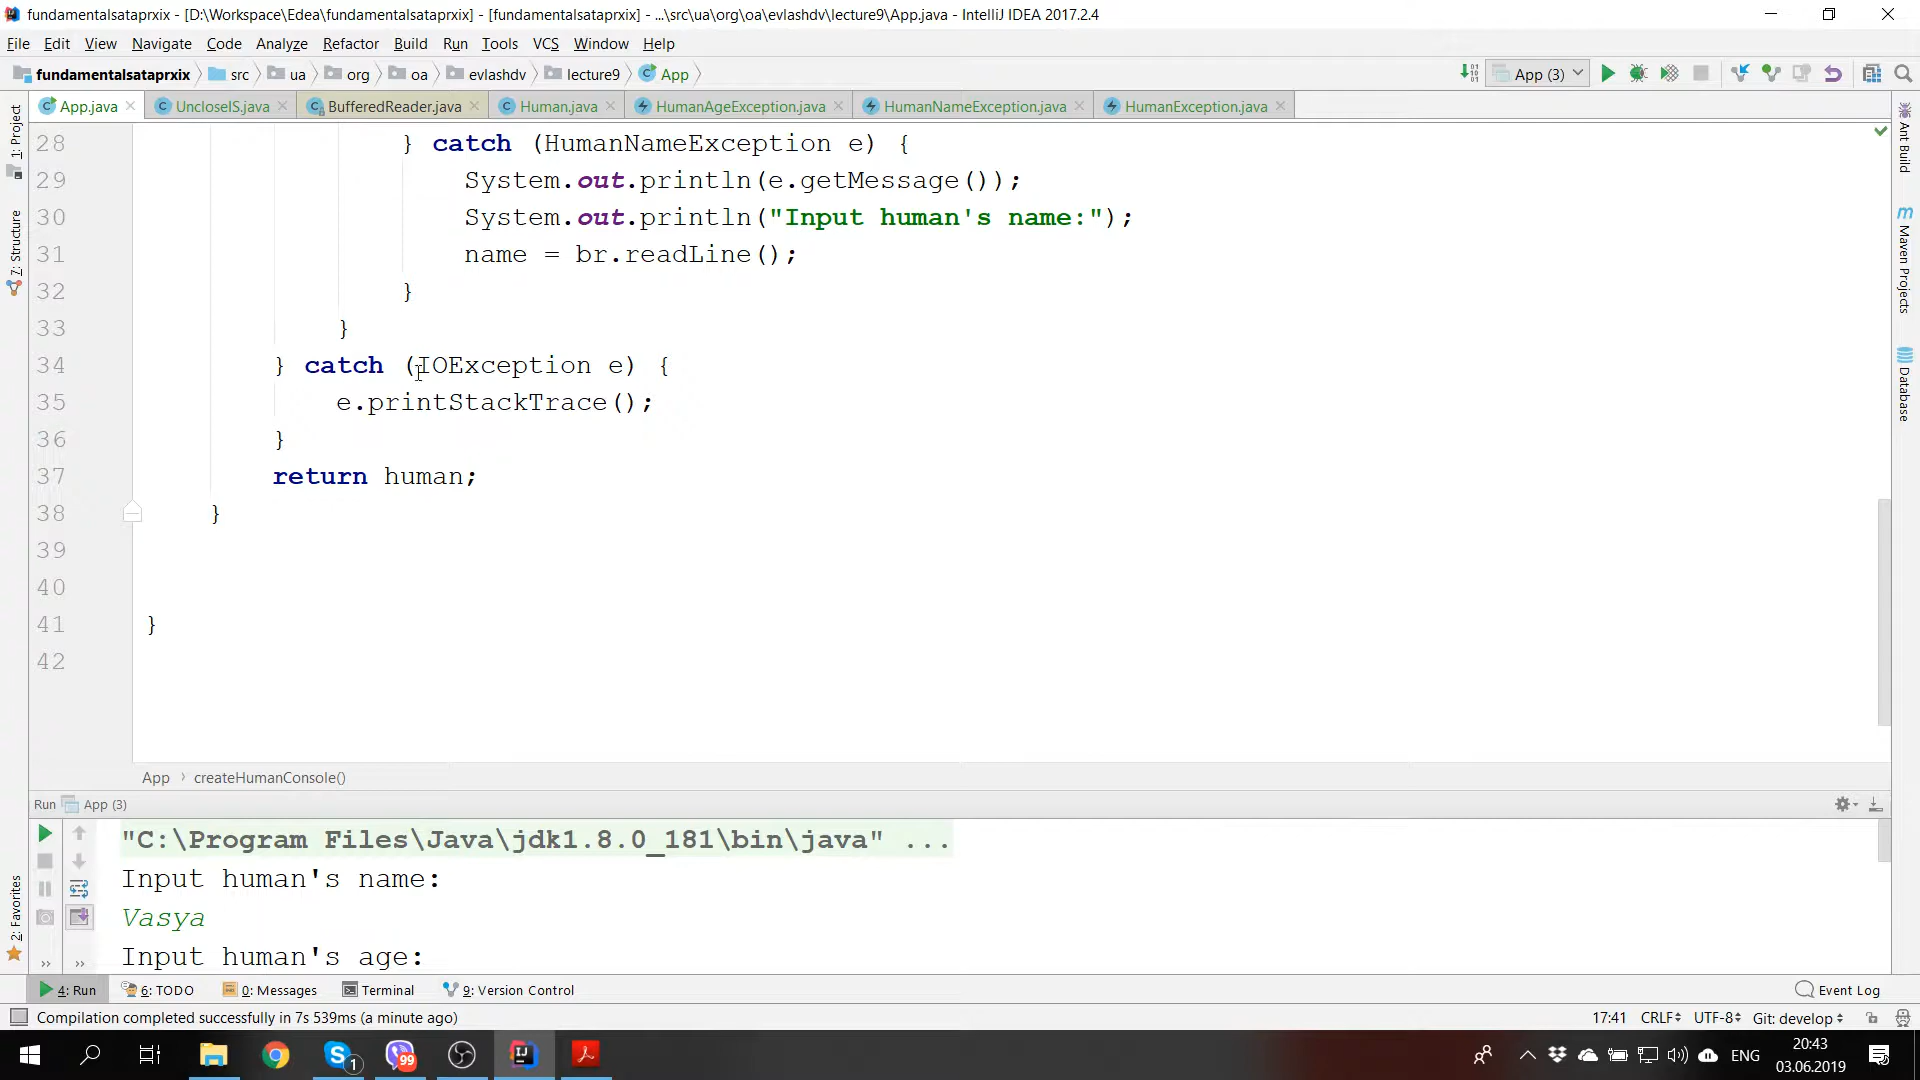 fundamentalsataprxix - [D:\Workspace\Edea\fundamentalsataprxix] - [fundamentalsataprxix] - ...\src\ua\org\oa\evlashdv\lecture9\App.java - IntelliJ IDEA 2017.2.4
File Edit View Navigate Code Analyze Refactor Build Run Tools VCS Window Help
fundamentalsataprxix src ua org oa evlashdv lecture9 App App (3)
App.java UncloseIS.java BufferedReader.java Human.java HumanAgeException.java HumanNameException.java HumanException.java
1: Project
7: Structure
2: Favorites
Ant Build
Maven Projects
Database
28 } catch (HumanNameException e) {
29 System.out.println(e.getMessage());
30 System.out.println("Input human's name:");
31 name = br.readLine();
32 }
33 }
34 } catch (IOException e) {
35 e.printStackTrace();
36 }
37 return human;
38 }
39
40
41 }
42
App › createHumanConsole()
Run App (3)
"C:\Program Files\Java\jdk1.8.0_181\bin\java" ...
Input human's name:
Vasya
Input human's age:
4: Run 6: TODO 0: Messages Terminal 9: Version Control Event Log
Compilation completed successfully in 7s 539ms (a minute ago) 17:41 CRLF UTF-8 Git: develop
1 99 ENG 20:43
03.06.2019